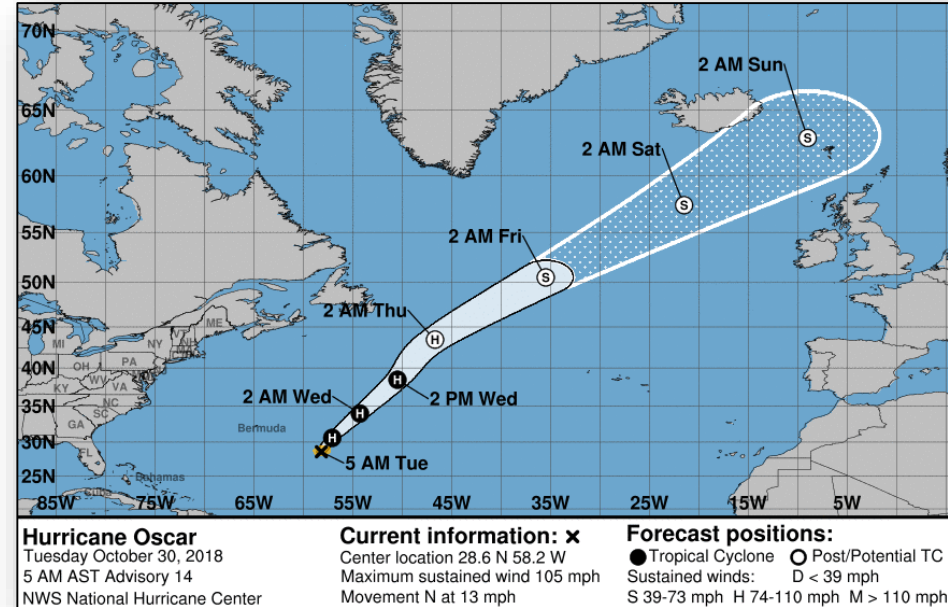 70N
2 AM Sun
65N
2 AM Sat
60N
55N
2 AM Fri
50N
2 AM Thu
45N
ME
MI
VT
NH
NY
MA
40N
PA
OH
WV
KY
VA
2 AM Wed
H
2 PM Wed
35N
NC
SC
GA
Bermuda
30N
FL
5 AM Tue
25N
Bahamas
Cuba
85W 75W 65W 55W 45W 35W 25W 15W 5W
S
S
S
H
H
H
Hurricane Oscar
Tuesday October 30, 2018
5 AM AST Advisory 14
NWS National Hurricane Center
Current information: ×
Center location 28.6 N 58.2 W
Maximum sustained wind 105 mph
Movement N at 13 mph
Forecast positions:
Tropical Cyclone Post/Potential TC
Sustained winds: D < 39 mph
S 39-73 mph H 74-110 mph M > 110 mph